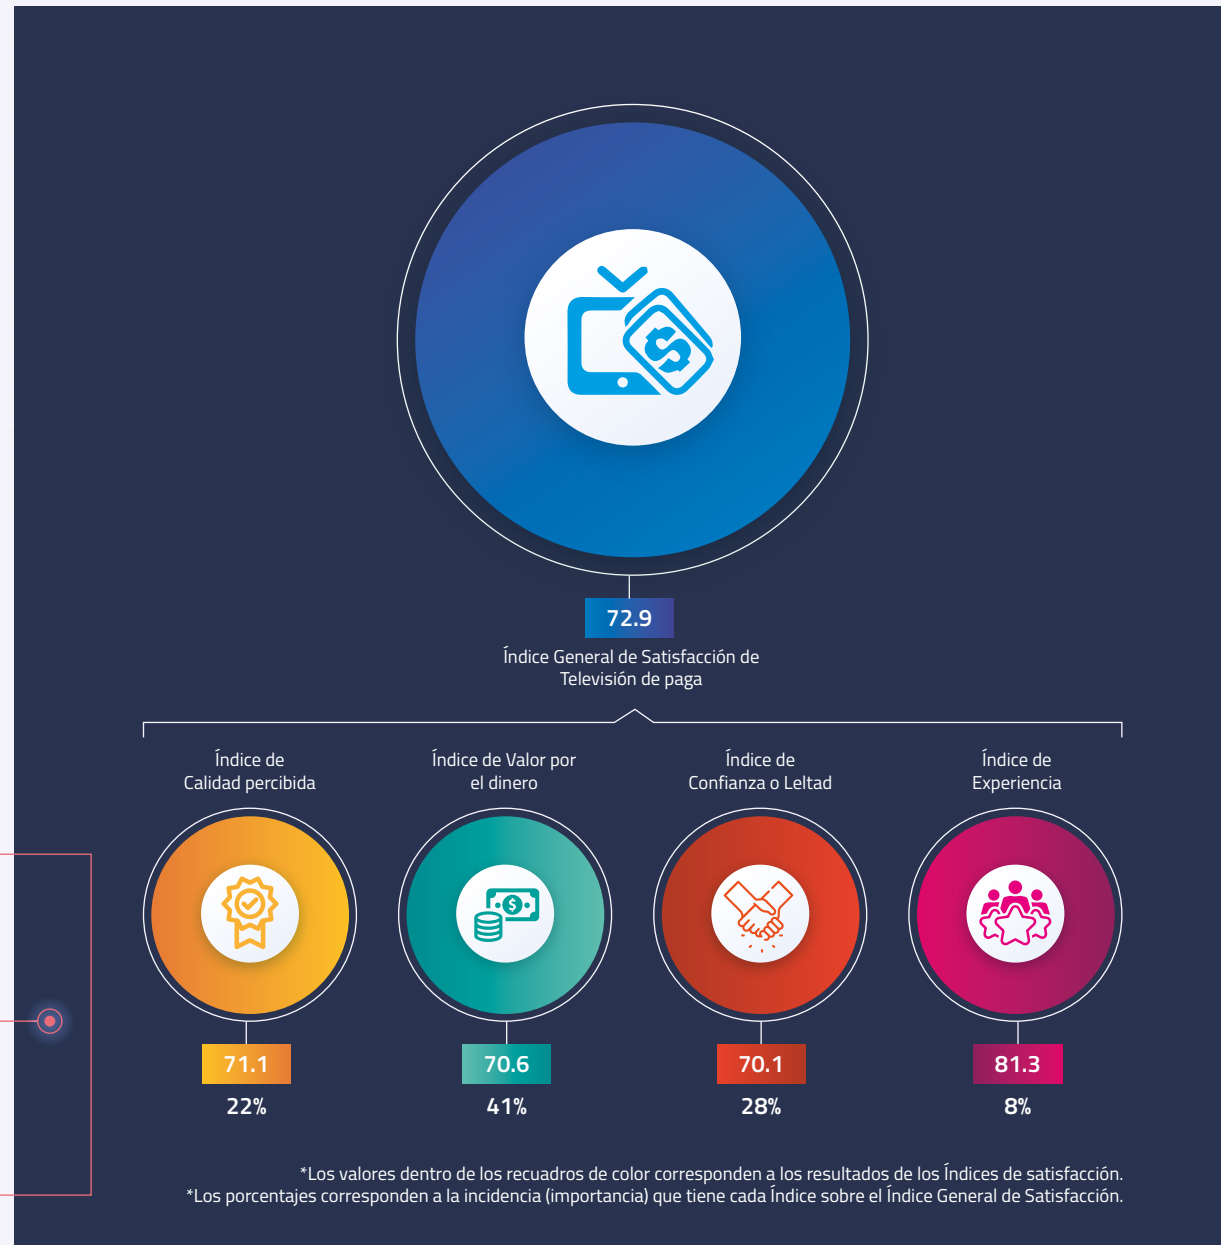 72.9
Índice General de Satisfacción de
Televisión de paga
Índice de
Calidad percibida
Índice de Valor por
el dinero
Índice de
Confianza o Leltad
Índice de
Experiencia
71.1
70.6
70.1
81.3
22%
41%
28%
8%
*Los valores dentro de los recuadros de color corresponden a los resultados de los Índices de satisfacción.
*Los porcentajes corresponden a la incidencia (importancia) que tiene cada Índice sobre el Índice General de Satisfacción.